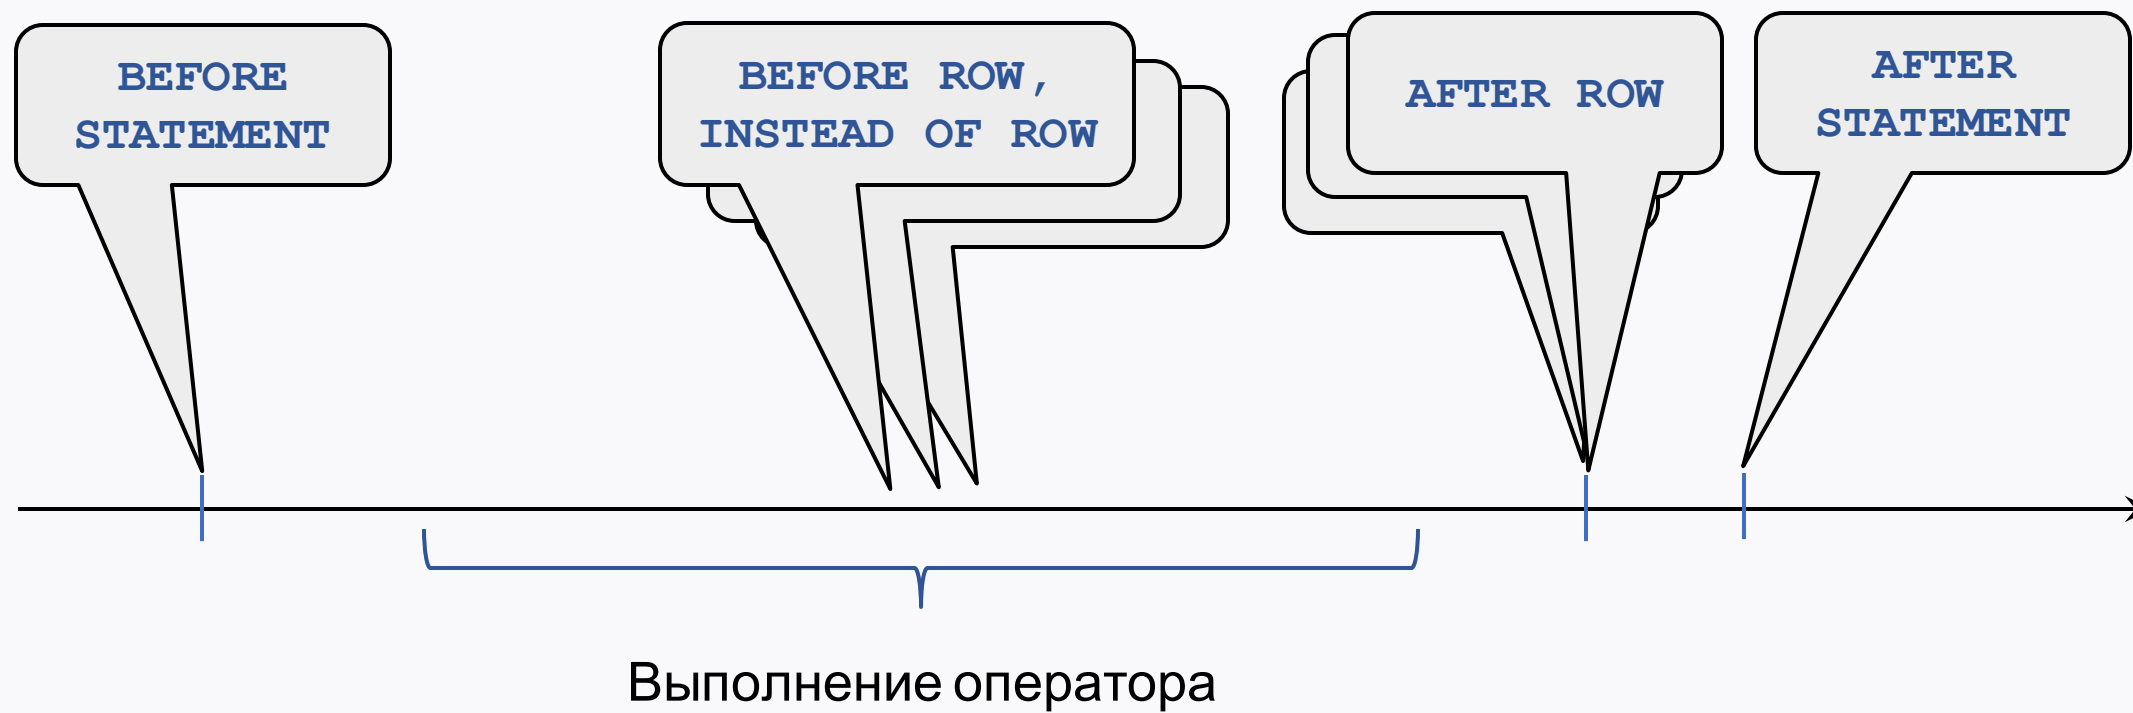 BEFORE
STATEMENT
BEFORE ROW,
INSTEAD OF ROW
AFTER ROW
AFTER
STATEMENT
Выполнение оператора